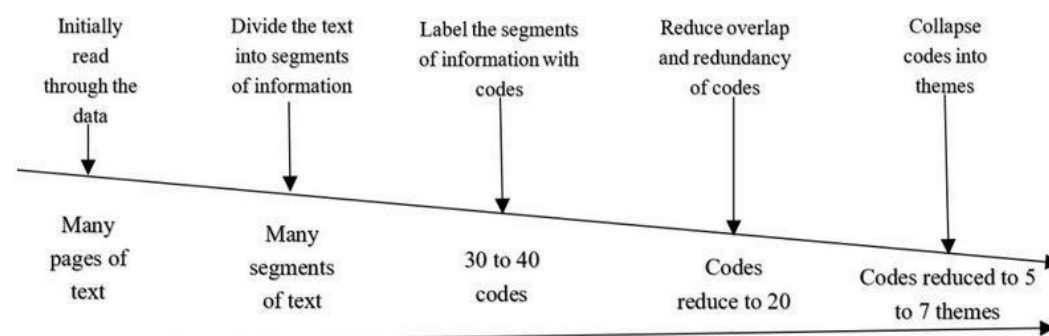 Initially
read
through the
data
Divide the text
into segments
of information
Label the segments
of information with
codes
Reduce overlap
and redundancy
of codes
Collapse
codes into
themes
Many
pages of
text
Many
segments
of text
30 to 40
codes
Codes
reduce to 20
Codes reduced to 5
to 7 themes